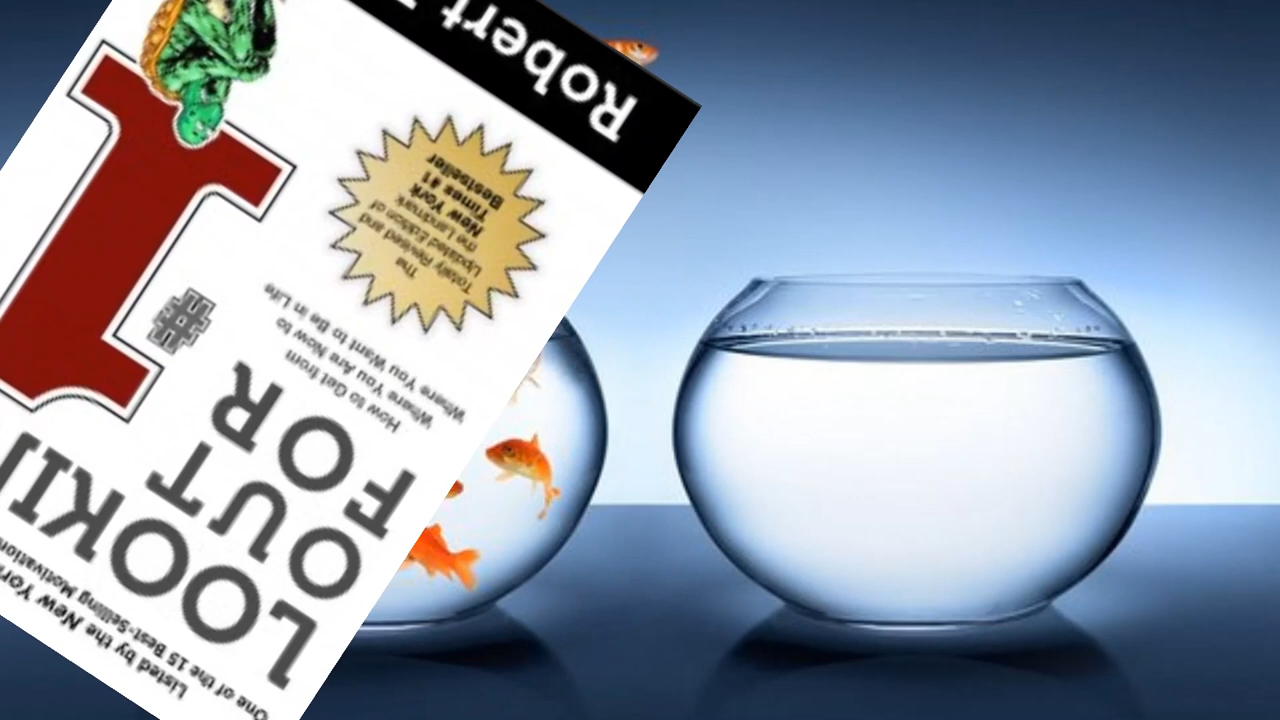 Listed by the New York
One of the 15 Best-Selling Motivation
LOOKI
OUT
FOR
#1
How to Get from
Where You Are Now to
Where You Want to Be in Life
The
Totally Revised and
Updated Edition of
the Landmark
New York
Times #1
Bestseller
Robert